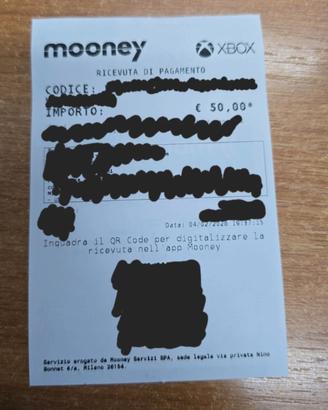 mooney XBOX
RICEVUTA DI PAGAMENTO
CODICE:
IMPORTO: € 50,00*
Data: 04/02/2020
Inquadra il QR Code per digitalizzare la
ricevuta nell'app Mooney
Servizio erogato da Mooney Servizi SPA, sede legale via privata Nino
Bonnet 6/a, Milano 20154.